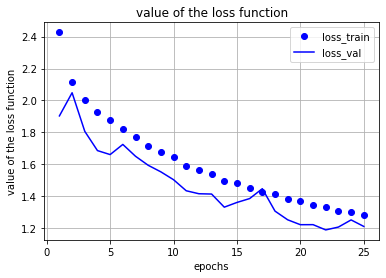 value of the loss function
loss_train
loss_val
value of the loss function
2.4
2.2
2.0
1.8
1.6
1.4
1.2
0
5
10
15
20
25
epochs